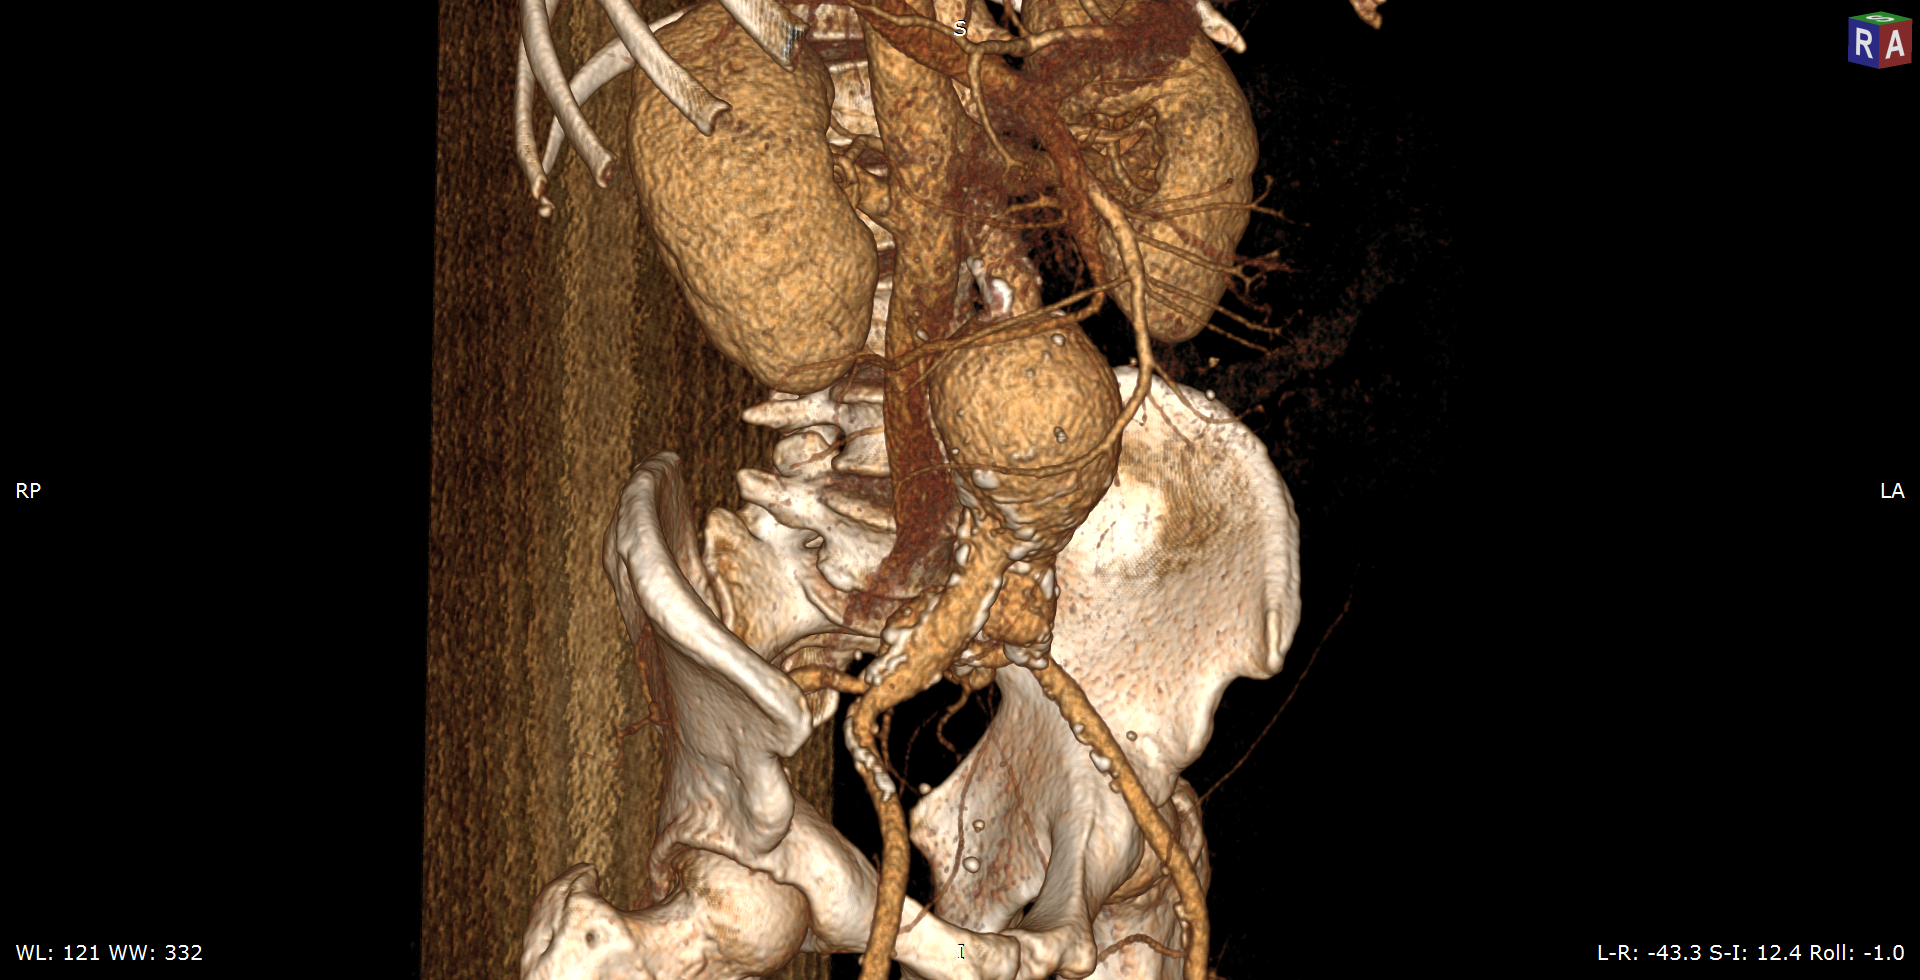 S
S
R A
RP
LA
I
WL: 121 WW: 332
L-R: -43.3 S-I: 12.4 Roll: -1.0